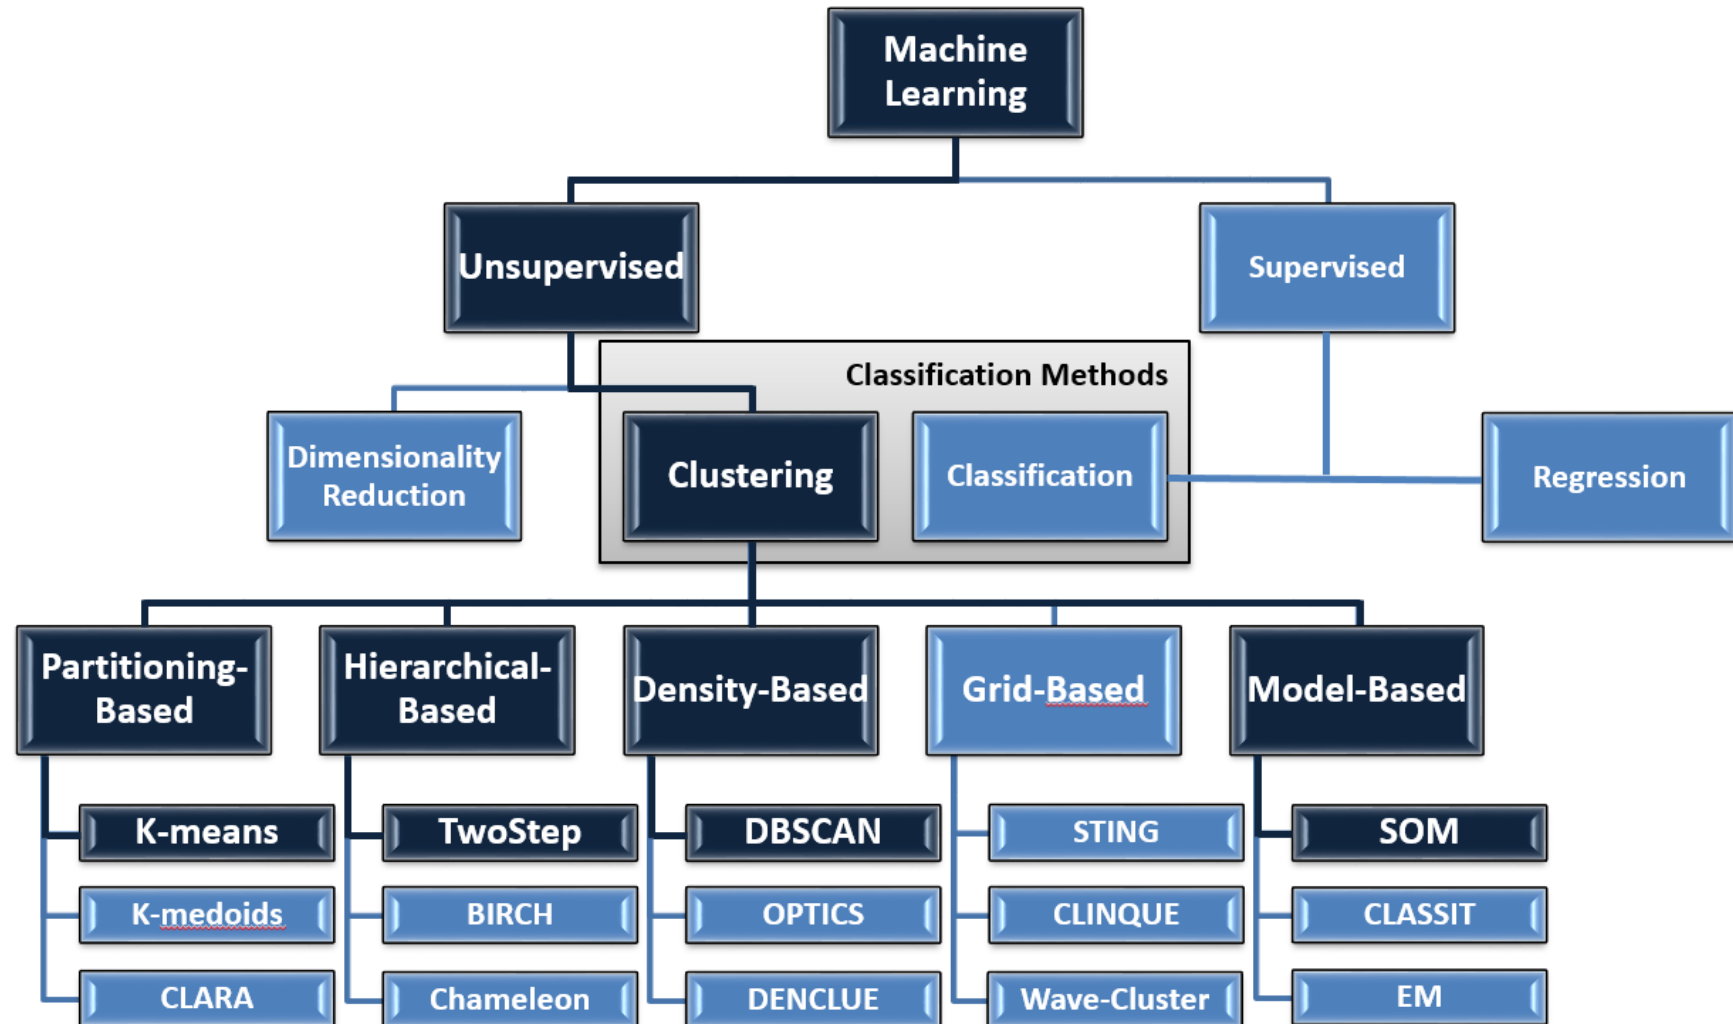 Machine
Learning
Unsupervised
Supervised
Classification Methods
Dimensionality
Reduction
Clustering
Classification
Regression
Partitioning-
Based
Hierarchical-
Based
Density-Based
Grid-Based
Model-Based
K-means
TwoStep
DBSCAN
STING
SOM
K-medoids
BIRCH
OPTICS
CLINQUE
CLASSIT
CLARA
Chameleon
DENCLUE
Wave-Cluster
EM